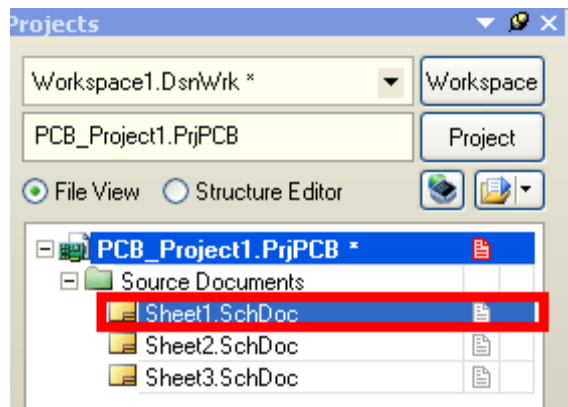 Projects
Workspace1.DsnWrk *
Workspace
PCB_Project1.PrjPCB
Project
File View
Structure Editor
PCB_Project1.PrjPCB *
Source Documents
Sheet1.SchDoc
Sheet2.SchDoc
Sheet3.SchDoc